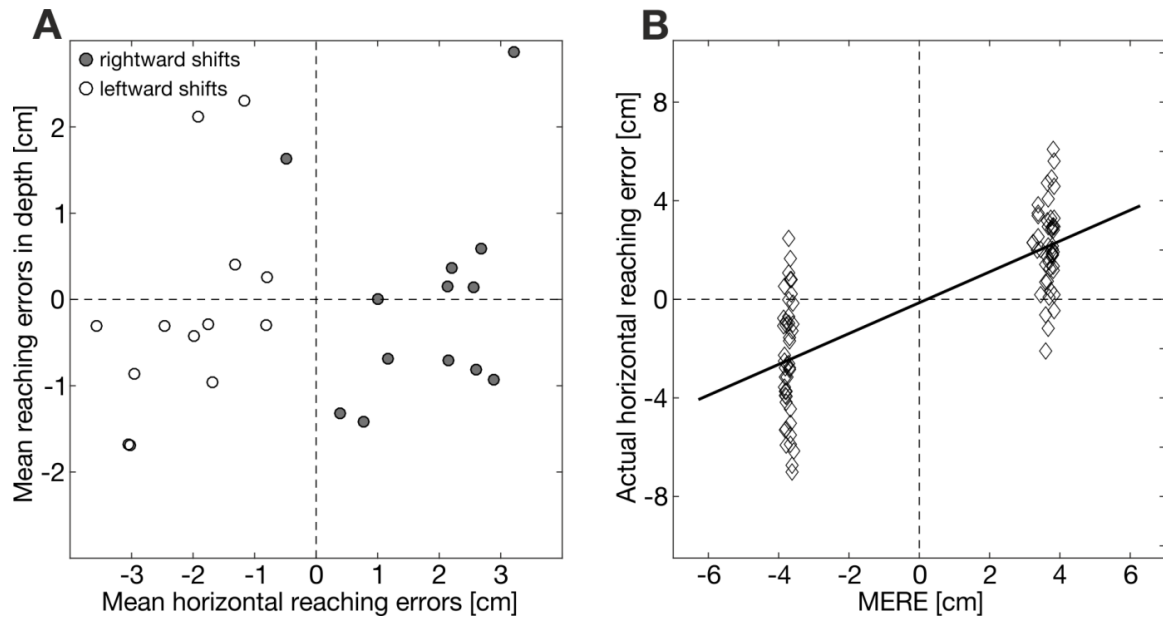 A
rightward shifts
leftward shifts
Mean reaching errors in depth [cm]
2
1
0
-1
-2
-3 -2 -1 0 1 2 3
Mean horizontal reaching errors [cm]
B
Actual horizontal reaching error [cm]
8
4
0
-4
-8
-6 -4 -2 0 2 4 6
MERE [cm]